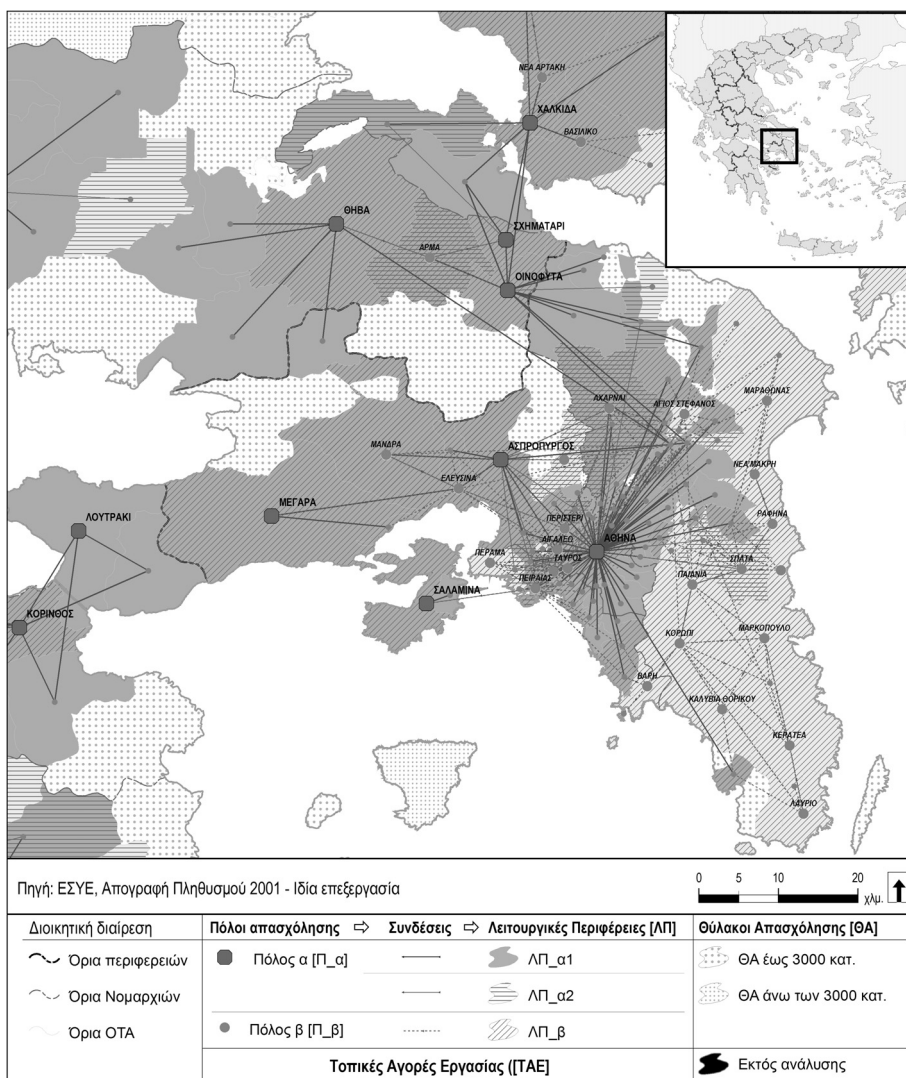 ΝΕΑ ΑΡΤΑΚΗ
ΧΑΛΚΙΔΑ
ΒΑΣΙΛΙΚΟ
ΘΗΒΑ
ΣΧΗΜΑΤΑΡΙ
ΑΡΜΑ
ΟΙΝΟΦΥΤΑ
ΜΑΡΑΘΩΝΑΣ
ΑΧΑΡΝΑΙ
ΑΓΙΟΣ ΣΤΕΦΑΝΟΣ
ΜΑΝΔΡΑ
ΑΣΠΡΟΠΥΡΓΟΣ
ΝΕΑ ΜΑΚΡΗ
ΕΛΕΥΣΙΝΑ
ΜΕΓΑΡΑ
ΛΟΥΤΡΑΚΙ
ΡΑΦΗΝΑ
ΠΕΡΙΣΤΕΡΙ
ΑΙΓΑΛΕΩ
ΑΘΗΝΑ
ΠΕΡΑΜΑ
ΤΑΥΡΟΣ
ΣΠΑΤΑ
ΠΕΙΡΑΙΑΣ
ΠΑΙΑΝΙΑ
ΣΑΛΑΜΙΝΑ
ΚΟΡΙΝΘΟΣ
ΚΟΡΩΠΙ
ΜΑΡΚΟΠΟΥΛΟ
ΒΑΡΗ
ΚΑΛΥΒΙΑ ΘΟΡΙΚΟΥ
ΚΕΡΑΤΕΑ
ΛΑΥΡΙΟ
Πηγή: ΕΣΥΕ, Απογραφή Πληθυσμού 2001 - Ιδία επεξεργασία
0 5 10 20
χλμ.
Διοικητική διαίρεση
Όρια περιφερειών
Όρια Νομαρχιών
Όρια ΟΤΑ
Πόλοι απασχόλησης ⇨ Συνδέσεις ⇨ Λειτουργικές Περιφέρειες [ΛΠ]
Πόλος α [Π_α] ΛΠ_α1
ΛΠ_α2
Πόλος β [Π_β] ΛΠ_β
Τοπικές Αγορές Εργασίας ([ΤΑΕ]
Θύλακοι Απασχόλησης [ΘΑ]
ΘΑ έως 3000 κατ.
ΘΑ άνω των 3000 κατ.
Εκτός ανάλυσης